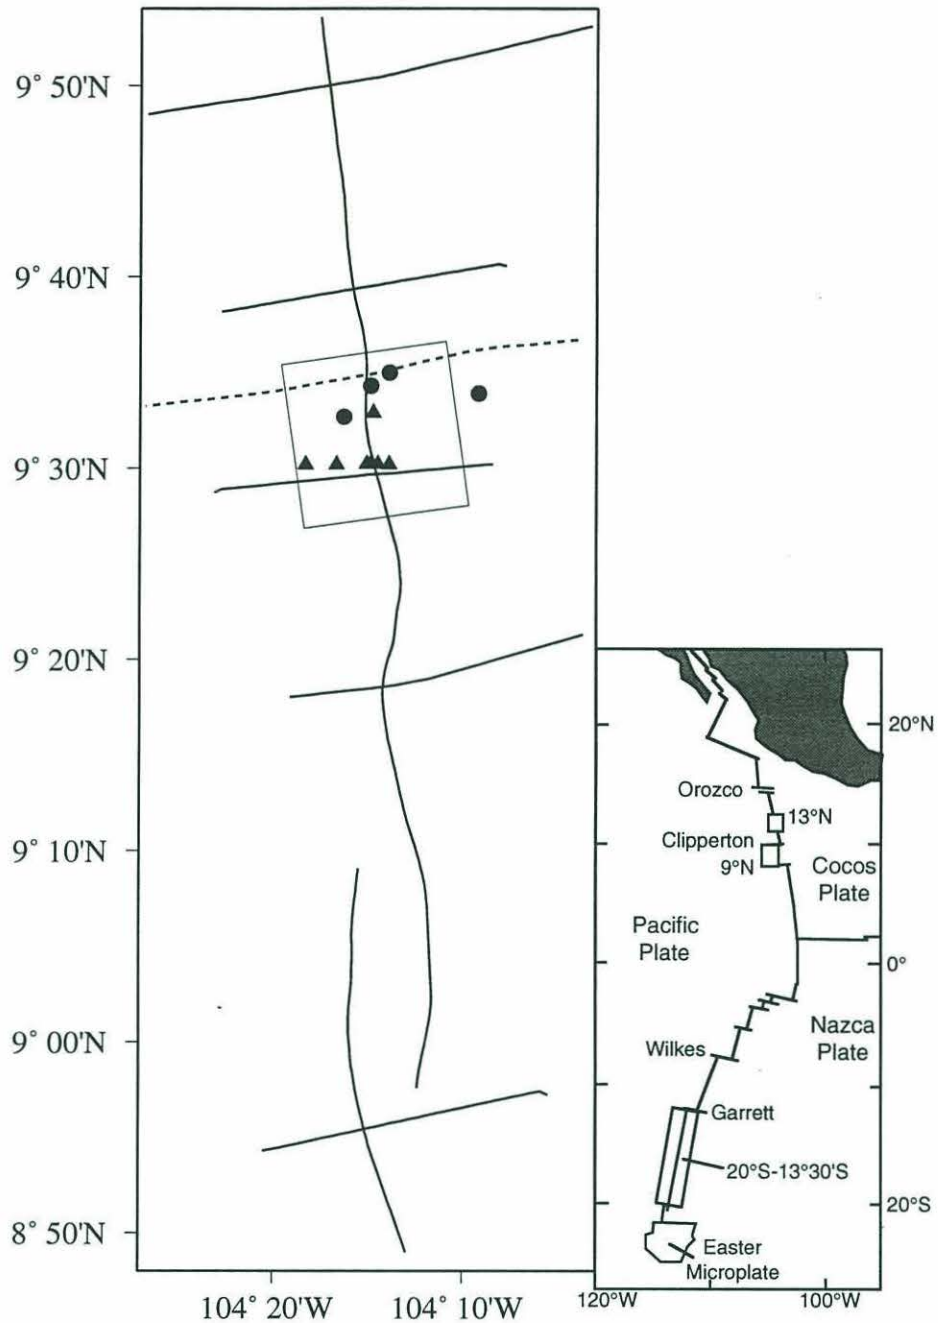 9° 50'N
9° 40'N
9° 30'N
9° 20'N
9° 10'N
9° 00'N
8° 50'N
104° 20'W
104° 10'W
20°N
Orozco
13°N
Clipperton
9°N
Cocos
Plate
Pacific
Plate
0°
Nazca
Plate
Wilkes
Garrett
20°S-13°30'S
20°S
Easter
Microplate
120°W
100°W